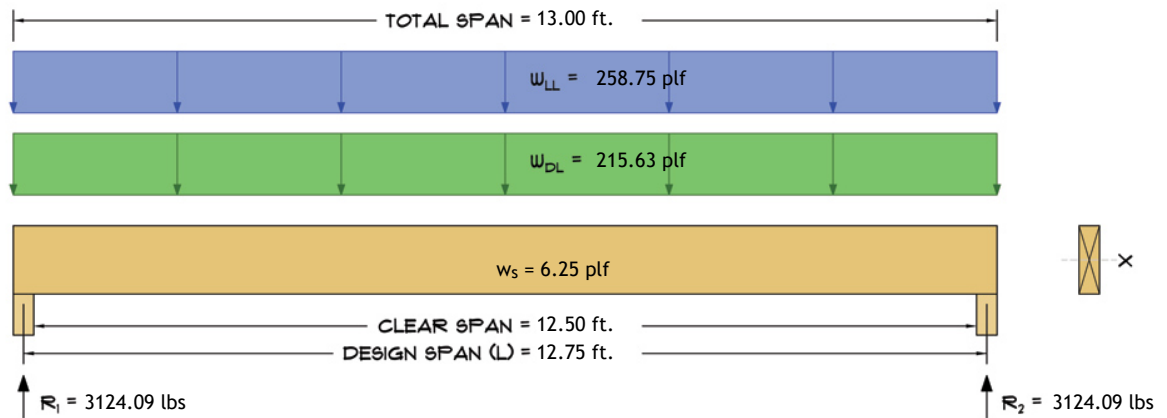 TOTAL SPAN = 13.00 ft.
wLL = 258.75 plf
wDL = 215.63 plf
ws = 6.25 plf
X
CLEAR SPAN = 12.50 ft.
DESIGN SPAN (L) = 12.75 ft.
R1 = 3124.09 lbs
R2 = 3124.09 lbs